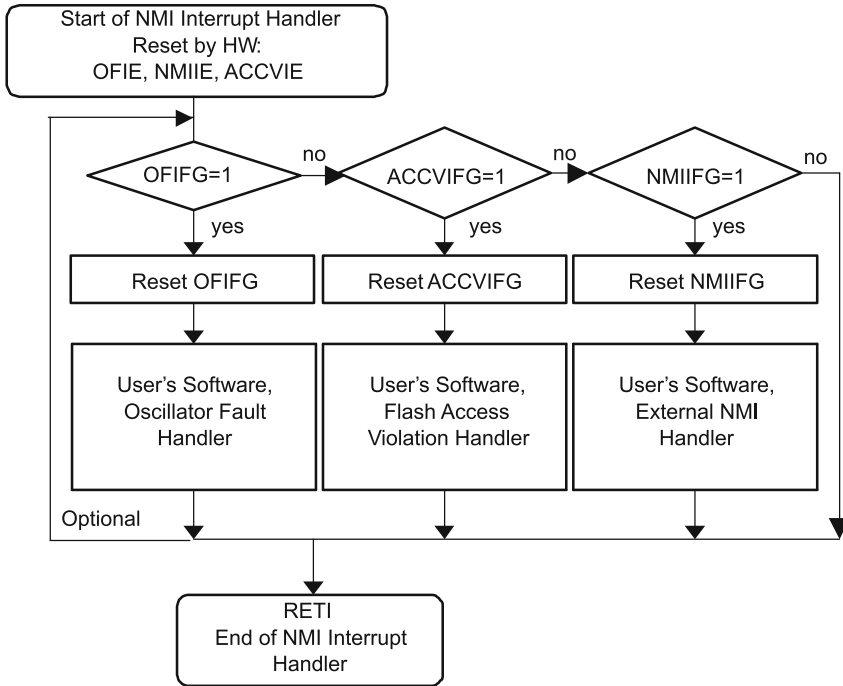 Start of NMI Interrupt Handler
Reset by HW:
OFIE, NMIIE, ACCVIE
OFIFG=1
no
ACCVIFG=1
no
NMIIFG=1
no
yes
yes
yes
Reset OFIFG
Reset ACCVIFG
Reset NMIIFG
User's Software,
Oscillator Fault
Handler
User's Software,
Flash Access
Violation Handler
User's Software,
External NMI
Handler
Optional
RETI
End of NMI Interrupt
Handler